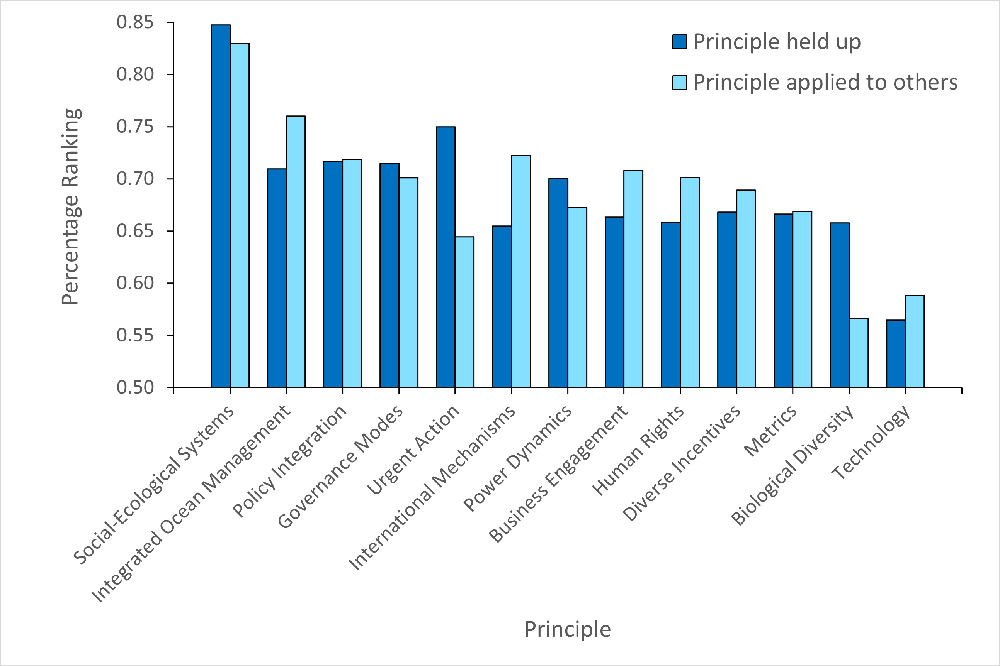 0.85
0.80
0.75
0.70
0.65
0.60
0.55
0.50
Percentage Ranking
Principle held up
Principle applied to others
Social-Ecological Systems
Integrated Ocean Management
Policy Integration
Governance Modes
Urgent Action
International Mechanisms
Power Dynamics
Business Engagement
Human Rights
Diverse Incentives
Metrics
Biological Diversity
Technology
Principle